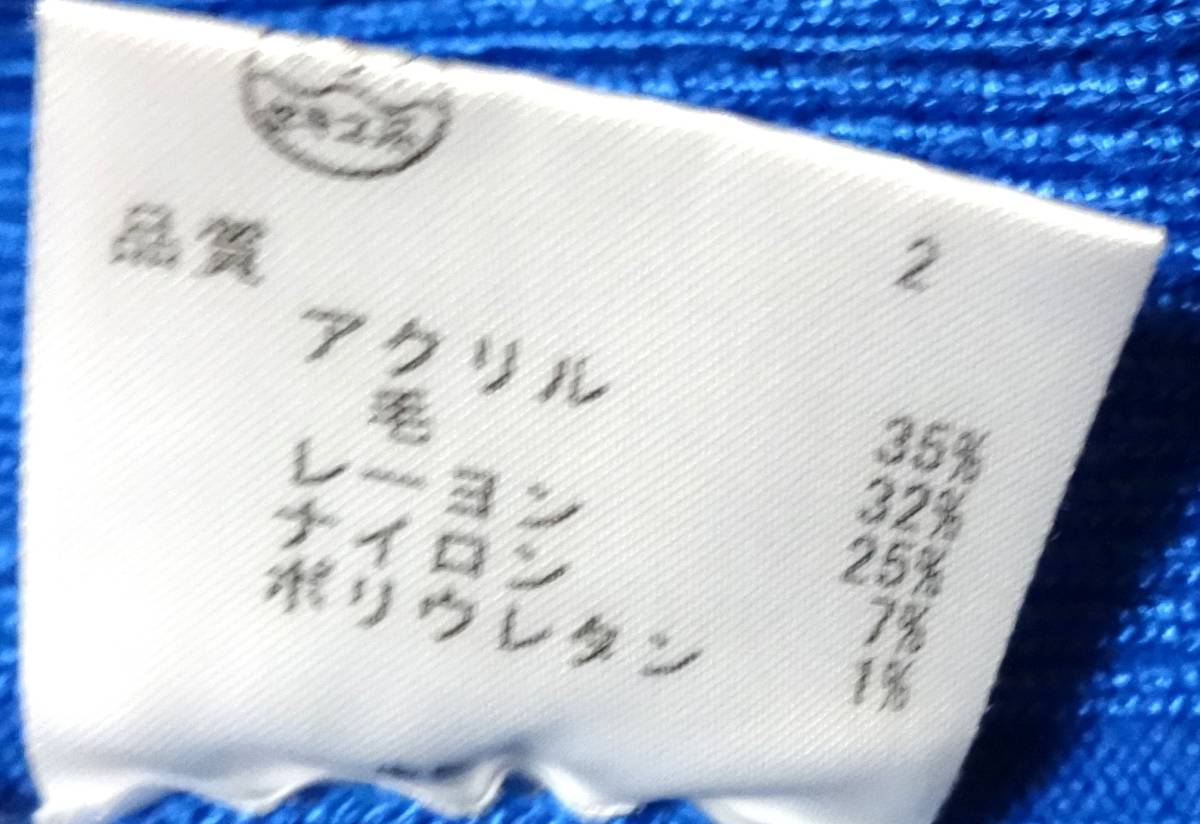 2
品質
アクリル 35%
毛 32%
レーヨン 25%
ナイロン 7%
ポリウレタン 1%